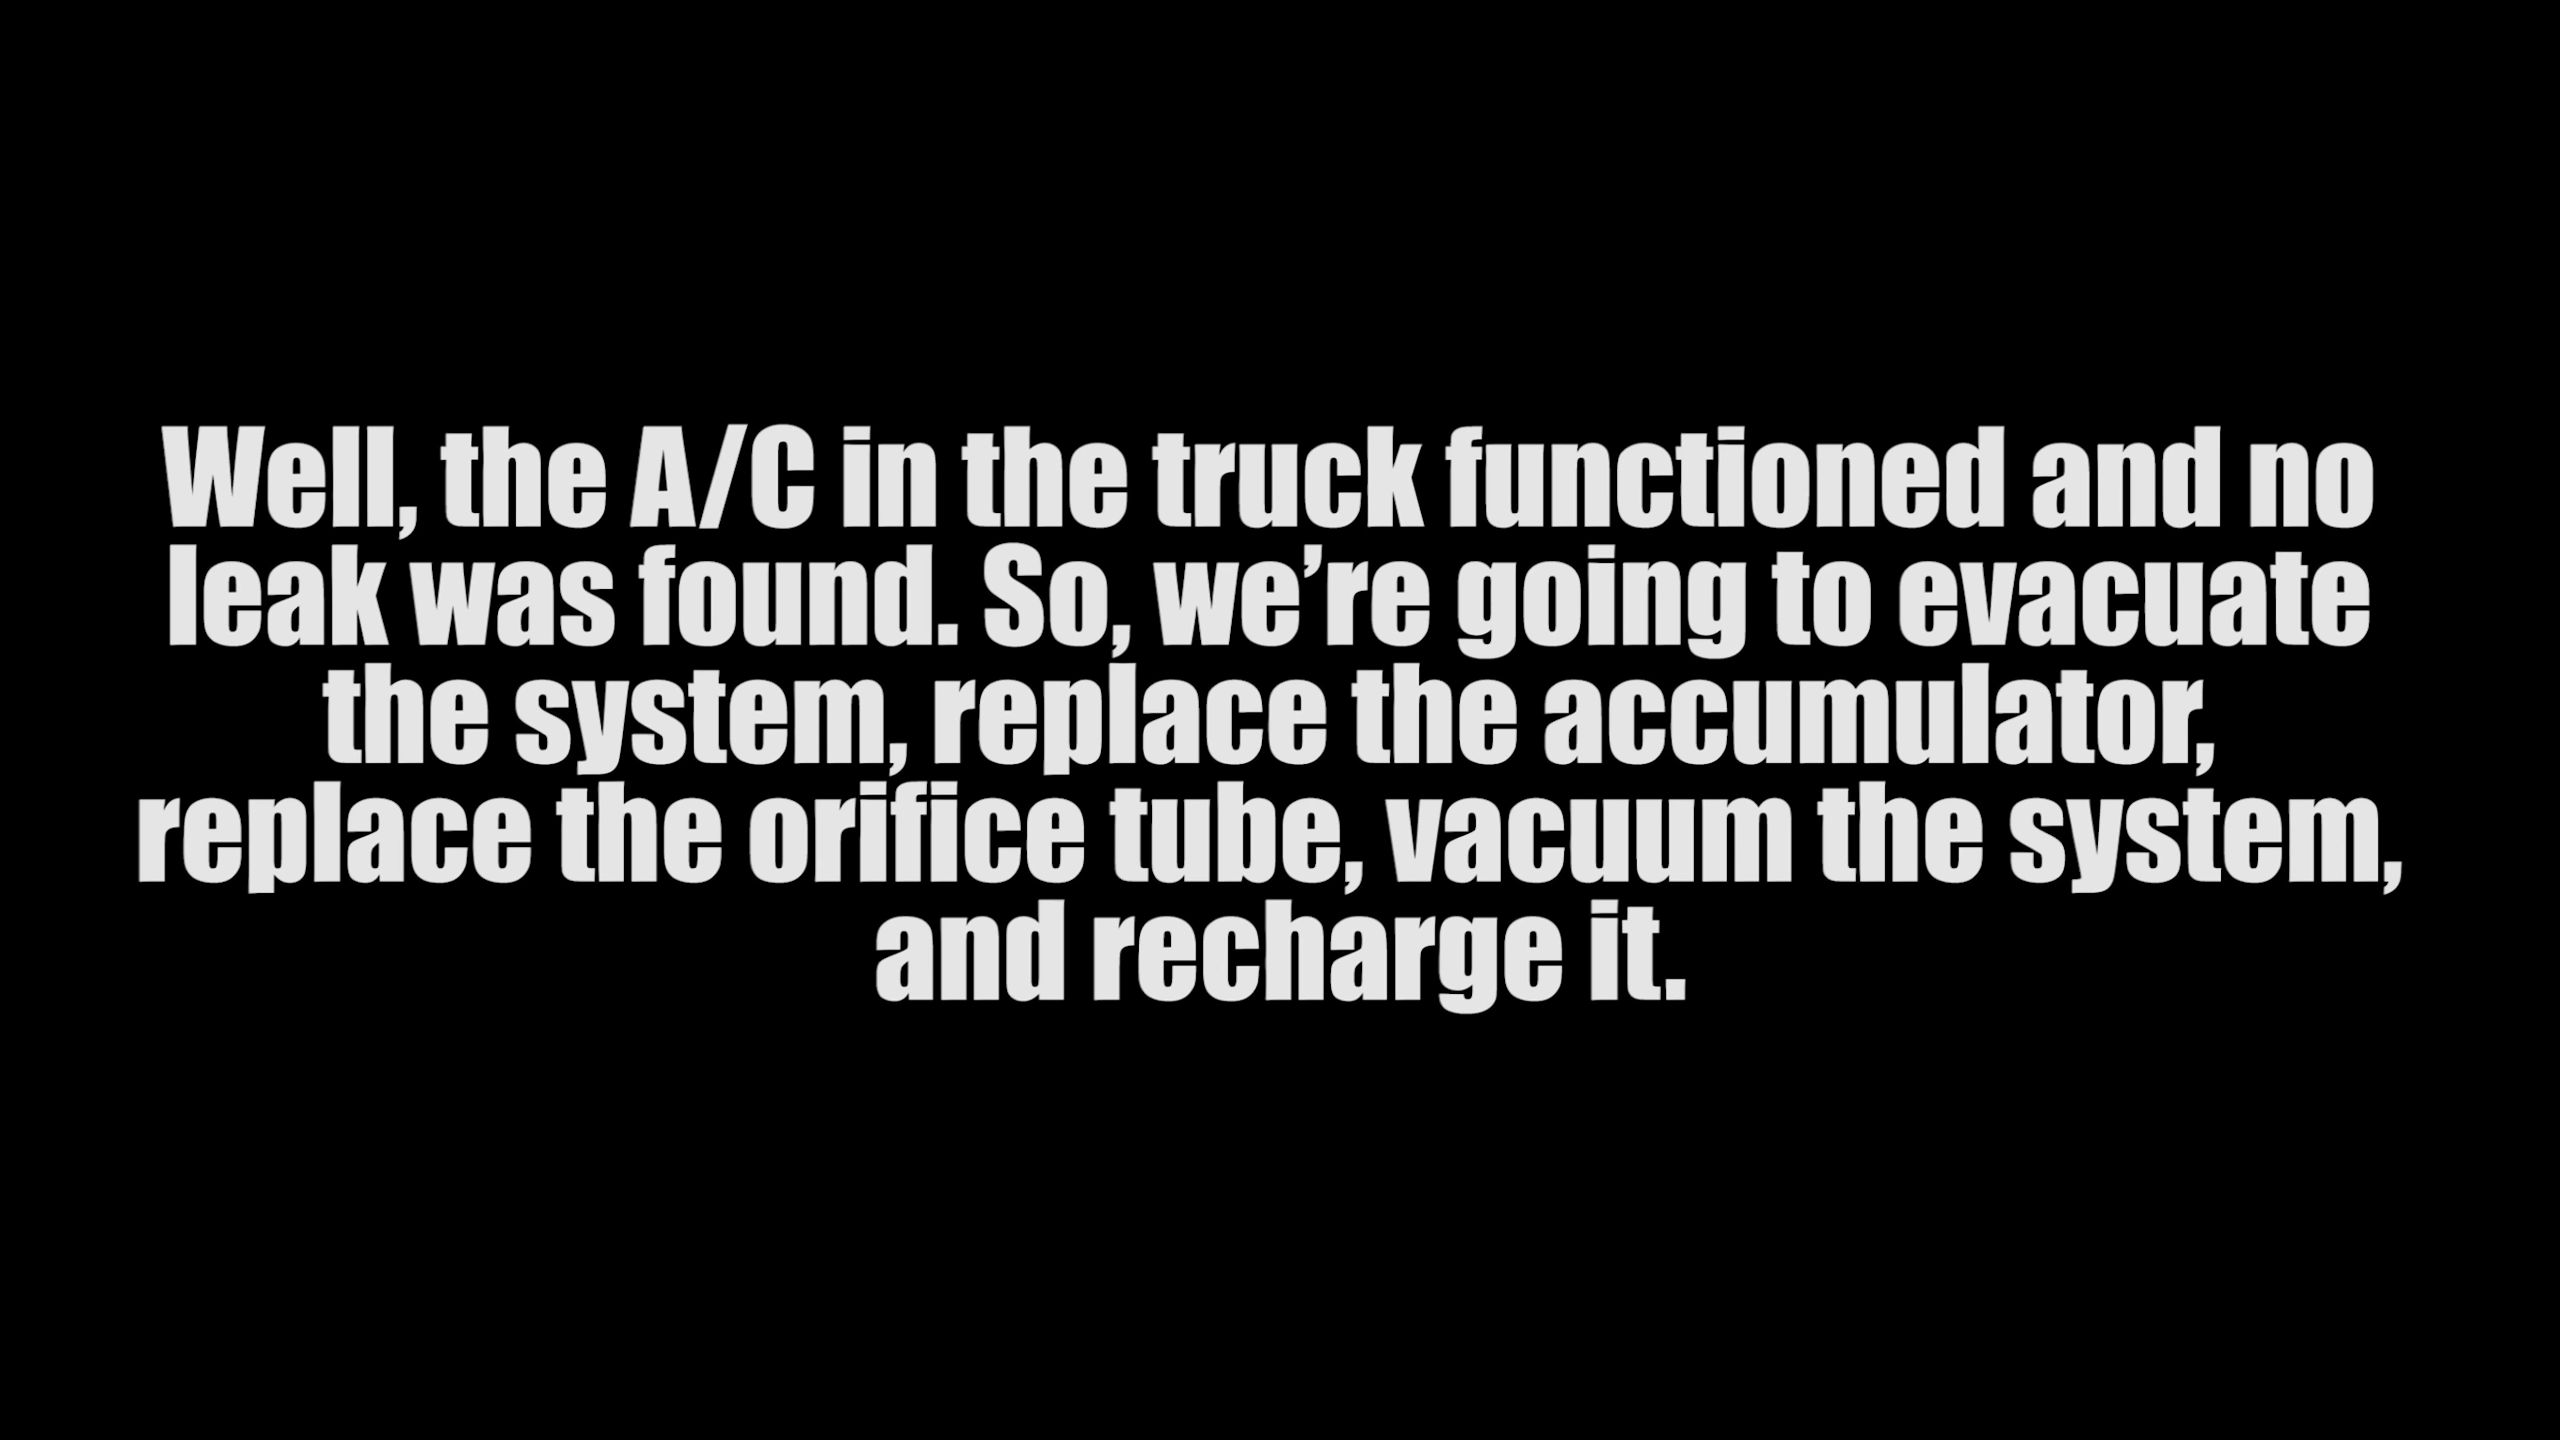 Well, the A/C in the truck functioned and no
leak was found. So, we’re going to evacuate
the system, replace the accumulator,
replace the orifice tube, vacuum the system,
and recharge it.